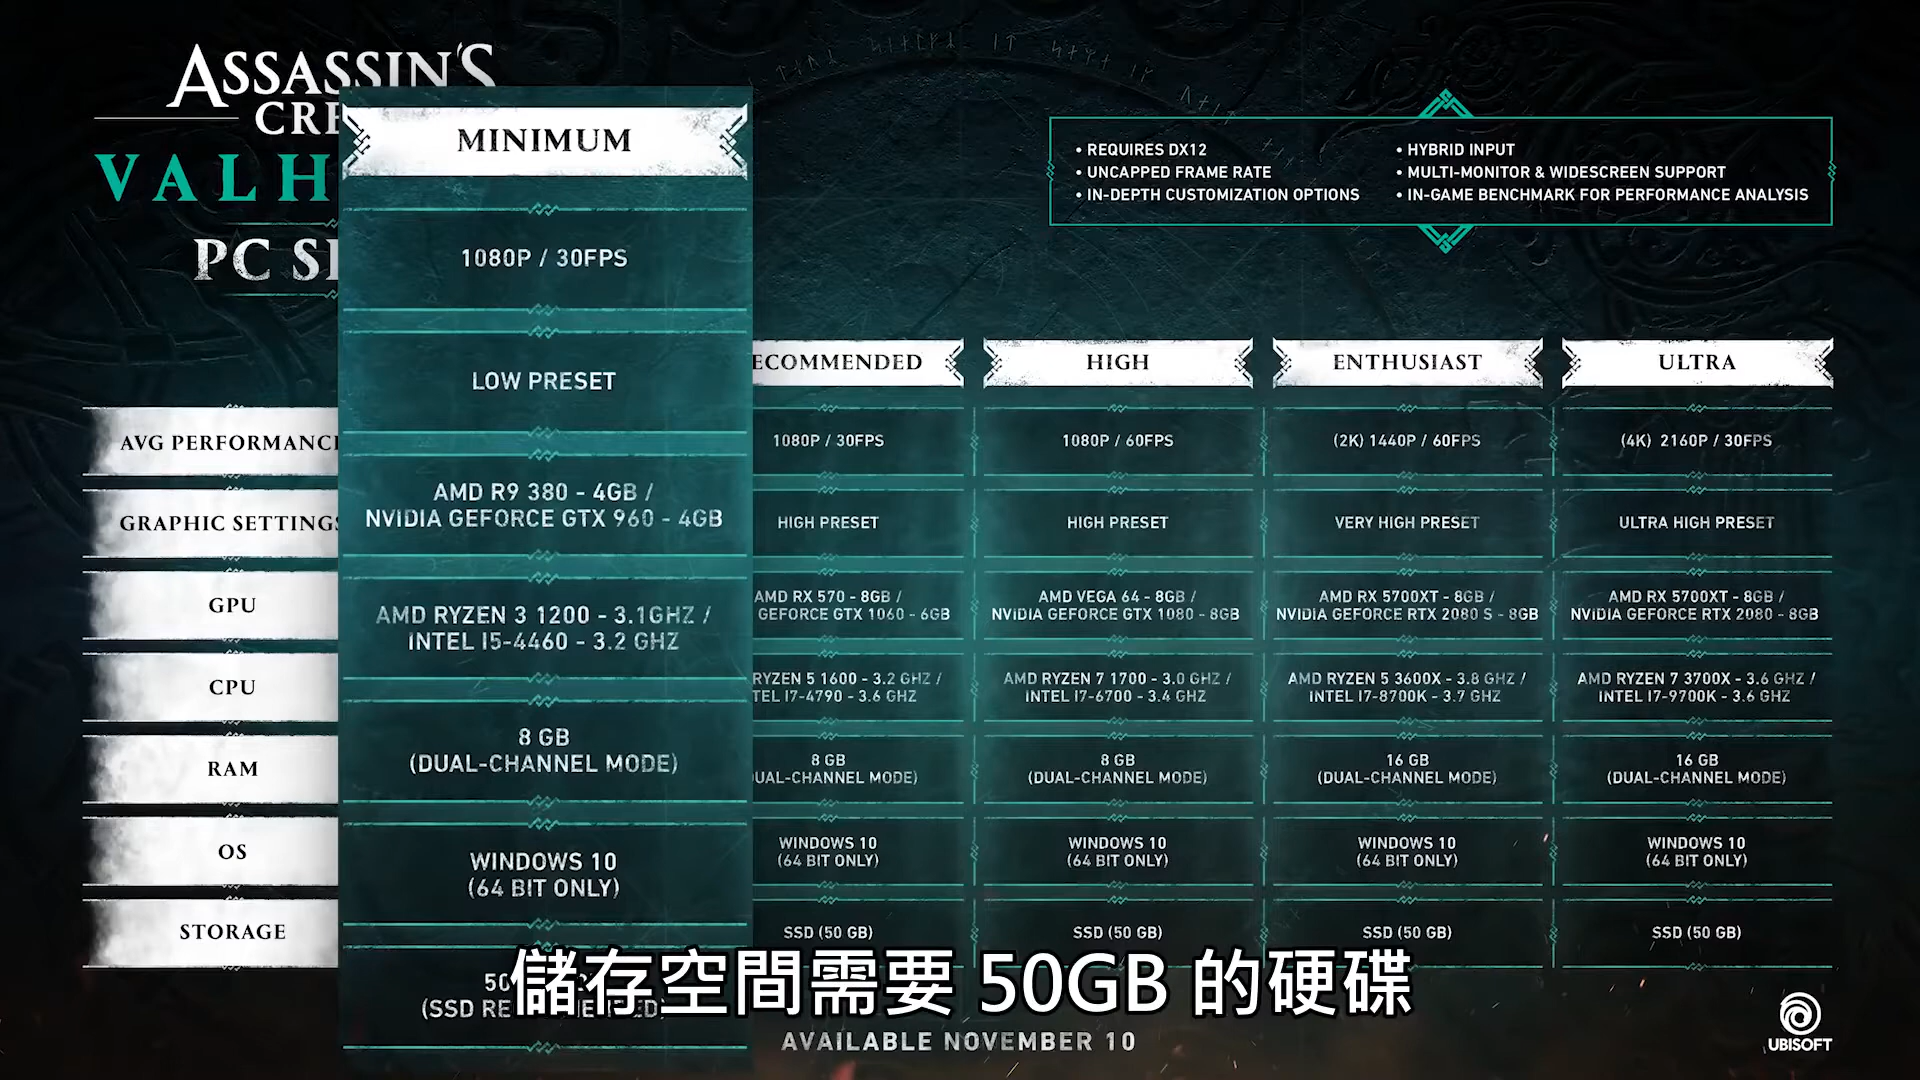 ASSASSIN'S
CRE
VALH
PC
MINIMUM
1080P / 30FPS
LOW PRESET
AMD R9 380 - 4GB /
NVIDIA GEFORCE GTX 960 - 4GB
AMD RYZEN 3 1200 - 3.1GHZ /
INTEL I5-4460 - 3.2 GHZ
8 GB
(DUAL-CHANNEL MODE)
WINDOWS 10
(64 BIT ONLY)
(SSD
• REQUIRES DX12
• UNCAPPED FRAME RATE
• IN-DEPTH CUSTOMIZATION OPTIONS
• HYBRID INPUT
• MULTI-MONITOR & WIDESCREEN SUPPORT
• IN-GAME BENCHMARK FOR PERFORMANCE ANALYSIS
ECOMMENDED HIGH ENTHUSIAST ULTRA
AVG PERFORMANCE 1080P / 30FPS 1080P / 60FPS (2K) 1440P / 60FPS (4K) 2160P / 30FPS
GRAPHIC SETTINGS HIGH PRESET HIGH PRESET VERY HIGH PRESET ULTRA HIGH PRESET
GPU
AMD RX 570 - 8GB / AMD VEGA 64 - 8GB / AMD RX 5700XT - 8GB / AMD RX 5700XT - 8GB /
GEFORCE GTX 1060 - 6GB NVIDIA GEFORCE GTX 1080 - 8GB NVIDIA GEFORCE RTX 2080 S - 8GB NVIDIA GEFORCE RTX 2080 - 8GB
CPU
RYZEN 5 1600 - 3.2 GHZ / AMD RYZEN 7 1700 - 3.0 GHZ / AMD RYZEN 5 3600X - 3.8 GHZ / AMD RYZEN 7 3700X - 3.6 GHZ /
TEL I7-4790 - 3.6 GHZ INTEL I7-6700 - 3.4 GHZ INTEL I7-8700K - 3.7 GHZ INTEL I7-9700K - 3.6 GHZ
RAM
8 GB 8 GB 16 GB 16 GB
UAL-CHANNEL MODE) (DUAL-CHANNEL MODE) (DUAL-CHANNEL MODE) (DUAL-CHANNEL MODE)
OS
WINDOWS 10 WINDOWS 10 WINDOWS 10 WINDOWS 10
(64 BIT ONLY) (64 BIT ONLY) (64 BIT ONLY) (64 BIT ONLY)
STORAGE SSD (50 GB) SSD (50 GB) SSD (50 GB) SSD (50 GB)
儲存空間需要 50GB 的硬碟
AVAILABLE NOVEMBER 10
UBISOFT